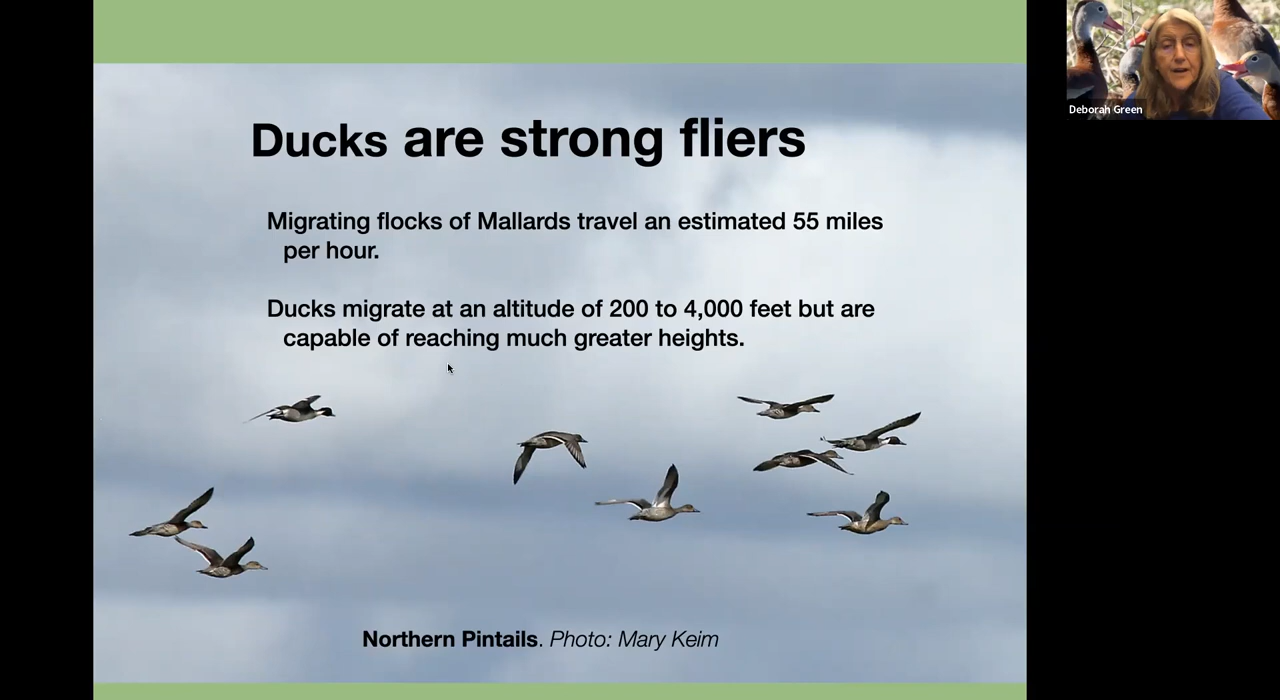 Ducks are strong fliers
Migrating flocks of Mallards travel an estimated 55 miles
per hour.
Ducks migrate at an altitude of 200 to 4,000 feet but are
capable of reaching much greater heights.
Northern Pintails. Photo: Mary Keim
Deborah Green